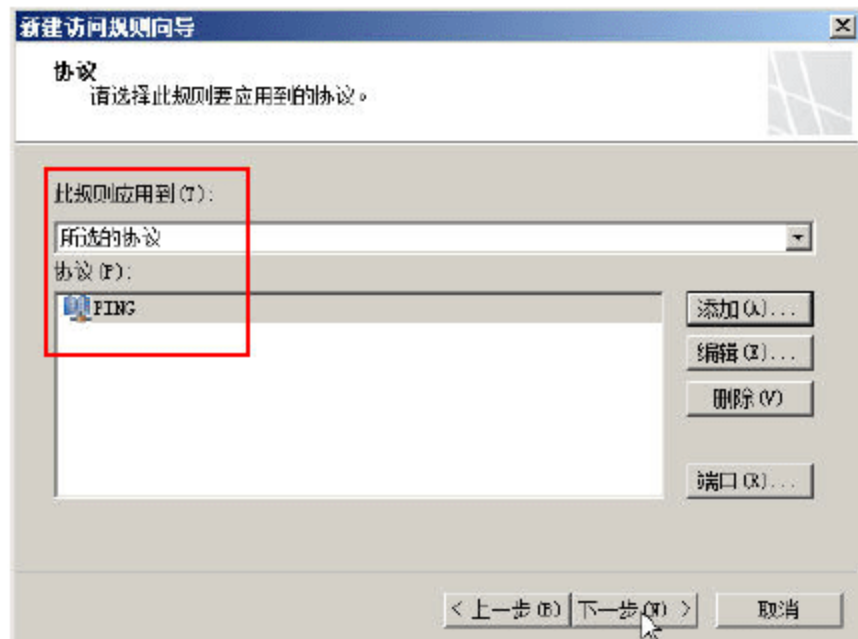 新建访问规则向导
协议
请选择此规则要应用到的协议。
此规则应用到(T):
所选的协议
协议(P):
PING
添加(A)...
编辑(E)...
删除(V)
端口(R)...
< 上一步(B)
下一步(N) >
取消